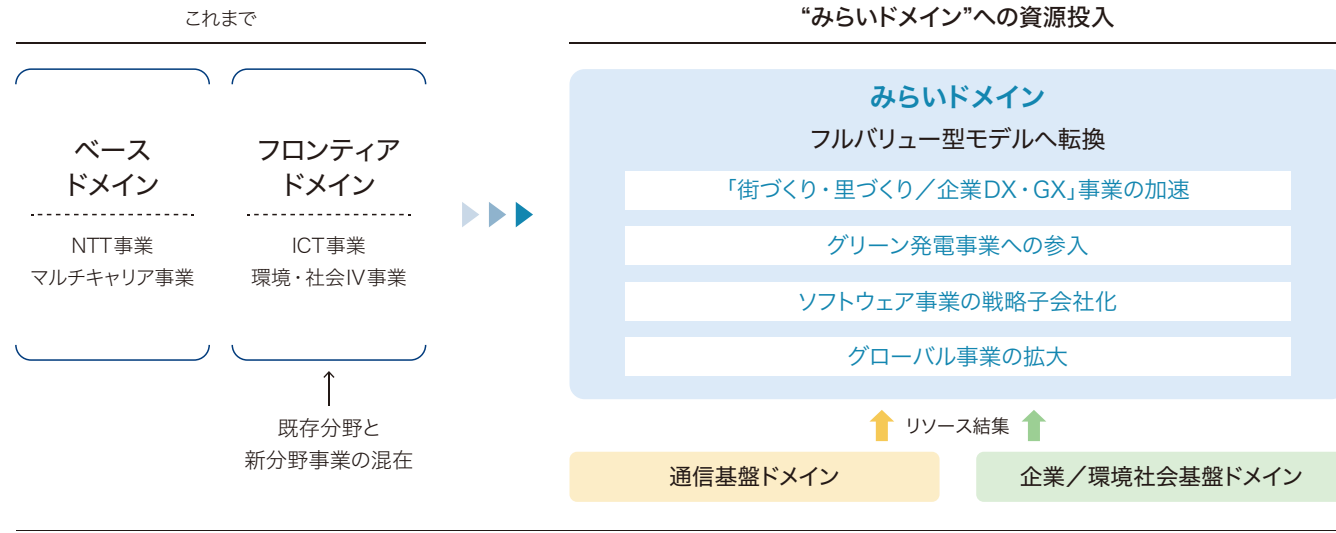 これまで
ベース
ドメイン
NTT事業
マルチキャリア事業
フロンティア
ドメイン
ICT事業
環境・社会IV事業
既存分野と
新分野事業の混在
“みらいドメイン”への資源投入
みらいドメイン
フルバリュー型モデルへ転換
「街づくり・里づくり／企業DX・GX」事業の加速
グリーン発電事業への参入
ソフトウェア事業の戦略子会社化
グローバル事業の拡大
リソース結集
通信基盤ドメイン
企業／環境社会基盤ドメイン